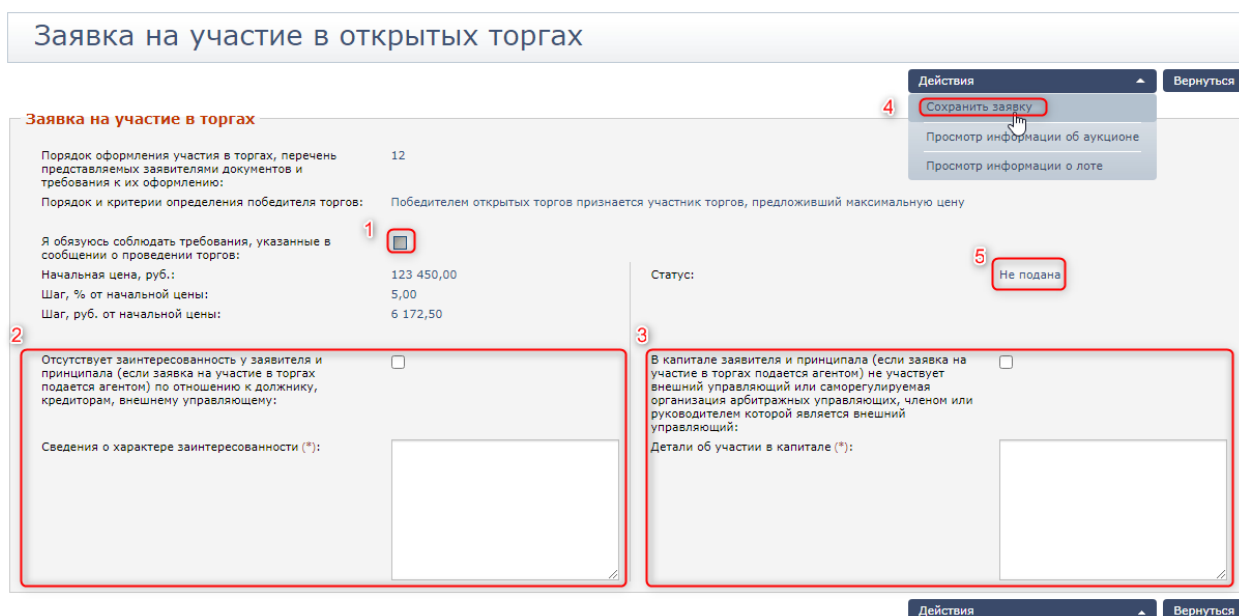 Заявка на участие в открытых торгах
Действия
Вернуться
4
Сохранить заявку
Просмотр информации об аукционе
Просмотр информации о лоте
Заявка на участие в торгах
Порядок оформления участия в торгах, перечень
представляемых заявителями документов и
требования к их оформлению:
12
Порядок и критерии определения победителя торгов:
Победителем открытых торгов признается участник торгов, предложивший максимальную цену
1
Я обязуюсь соблюдать требования, указанные в
сообщении о проведении торгов:
Начальная цена, руб.:
123 450,00
Шаг, % от начальной цены:
5,00
Шаг, руб. от начальной цены:
6 172,50
5
Статус:
Не подана
2
Отсутствует заинтересованность у заявителя и
принципала (если заявка на участие в торгах
подается агентом) по отношению к должнику,
кредиторам, внешнему управляющему:
Сведения о характере заинтересованности (*):
3
В капитале заявителя и принципала (если заявка на
участие в торгах подается агентом) не участвует
внешний управляющий или саморегулируемая
организация арбитражных управляющих, членом или
руководителем которой является внешний
управляющий:
Детали об участии в капитале (*):
Действия
Вернуться